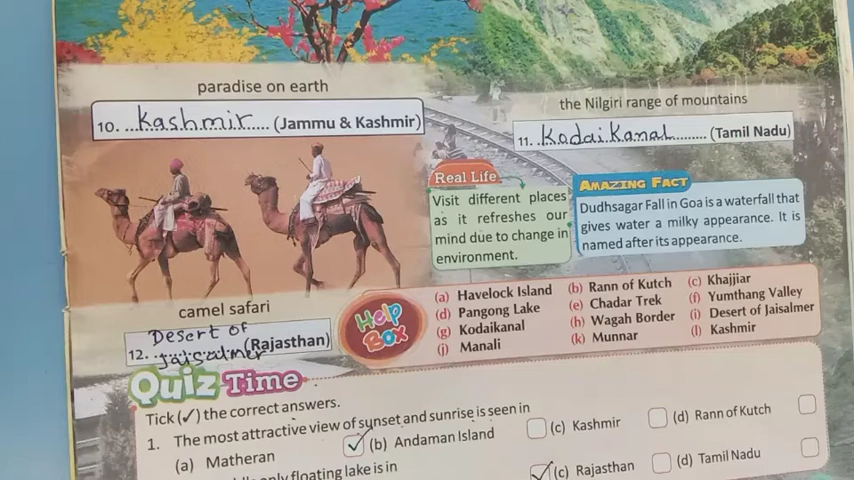 paradise on earth
10. Kashmir (Jammu & Kashmir)
the Nilgiri range of mountains
11. Kodaikanal (Tamil Nadu)
Real Life
Visit different places
as it refreshes our
mind due to change in
environment.
AMAZING FACT
Dudhsagar Fall in Goa is a waterfall that
gives water a milky appearance. It is
named after its appearance.
camel safari
12. Desert of
Jaisalmer (Rajasthan)
Help
Box
(a) Havelock Island (b) Rann of Kutch (c) Khajjiar
(d) Pangong Lake (e) Chadar Trek (f) Yumthang Valley
(g) Kodaikanal (h) Wagah Border (i) Desert of Jaisalmer
(j) Manali (k) Munnar (l) Kashmir
Quiz Time
Tick (✓) the correct answers.
1. The most attractive view of sunset and sunrise is seen in
(a) Matheran ✓ (b) Andaman Island (c) Kashmir (d) Rann of Kutch
only floating lake is in
✓ (c) Rajasthan (d) Tamil Nadu